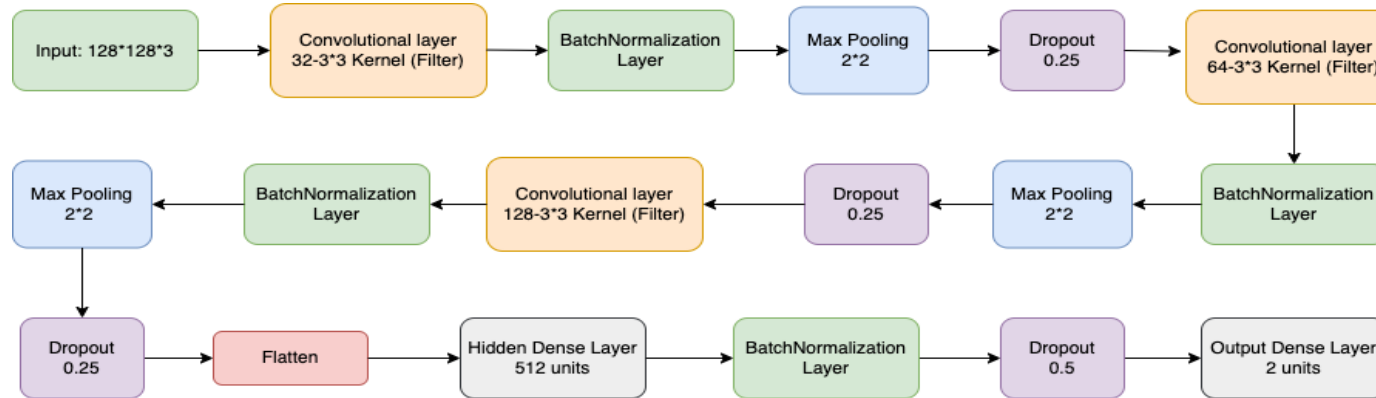 Input: 128*128*3
Convolutional layer
32-3*3 Kernel (Filter)
BatchNormalization
Layer
Max Pooling
2*2
Dropout
0.25
Convolutional layer
64-3*3 Kernel (Filter)
BatchNormalization
Layer
Max Pooling
2*2
Dropout
0.25
Convolutional layer
128-3*3 Kernel (Filter)
BatchNormalization
Layer
Max Pooling
2*2
Dropout
0.25
Flatten
Hidden Dense Layer
512 units
BatchNormalization
Layer
Dropout
0.5
Output Dense Layer
2 units